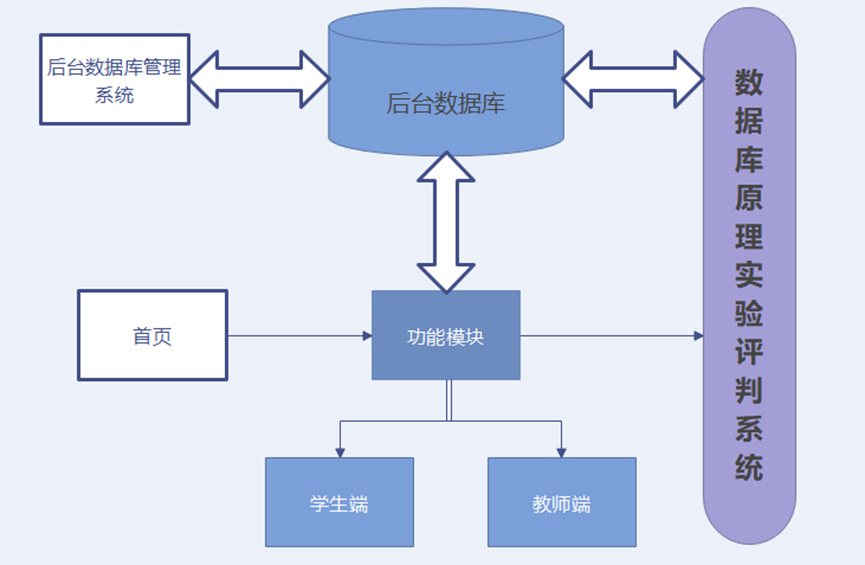 后台数据库管理
系统
后台数据库
数据库原理实验评判系统
首页
功能模块
学生端
教师端